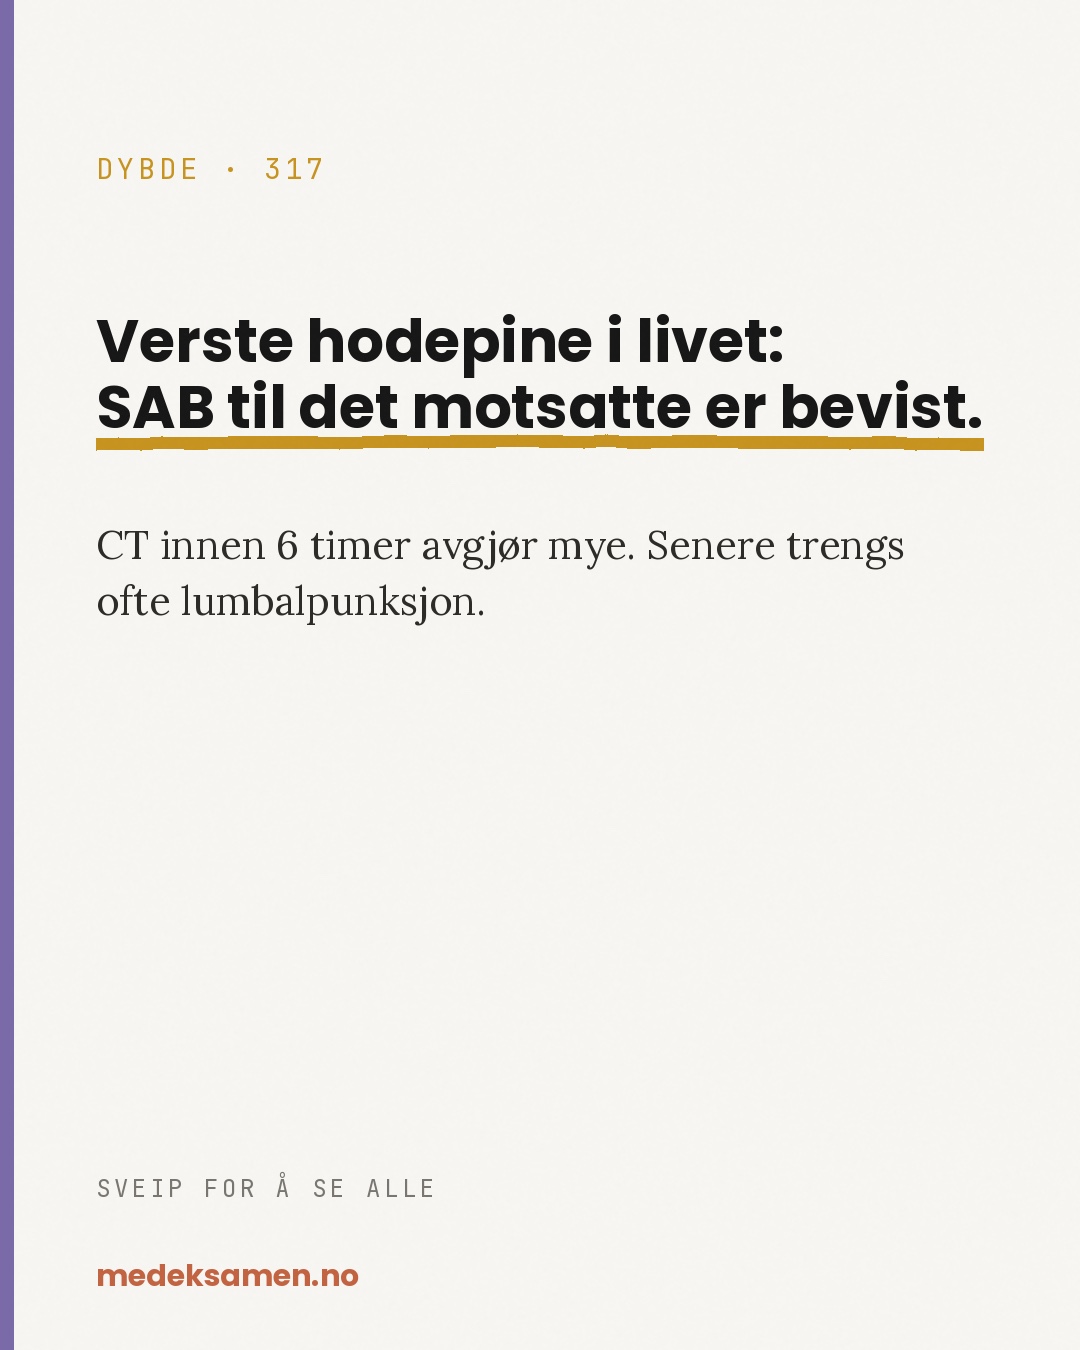 DYBDE · 317
Verste hodepine i livet:
SAB til det motsatte er bevist.
CT innen 6 timer avgjør mye. Senere trengs
ofte lumbalpunksjon.
SVEIP FOR Å SE ALLE
medeksamen.no